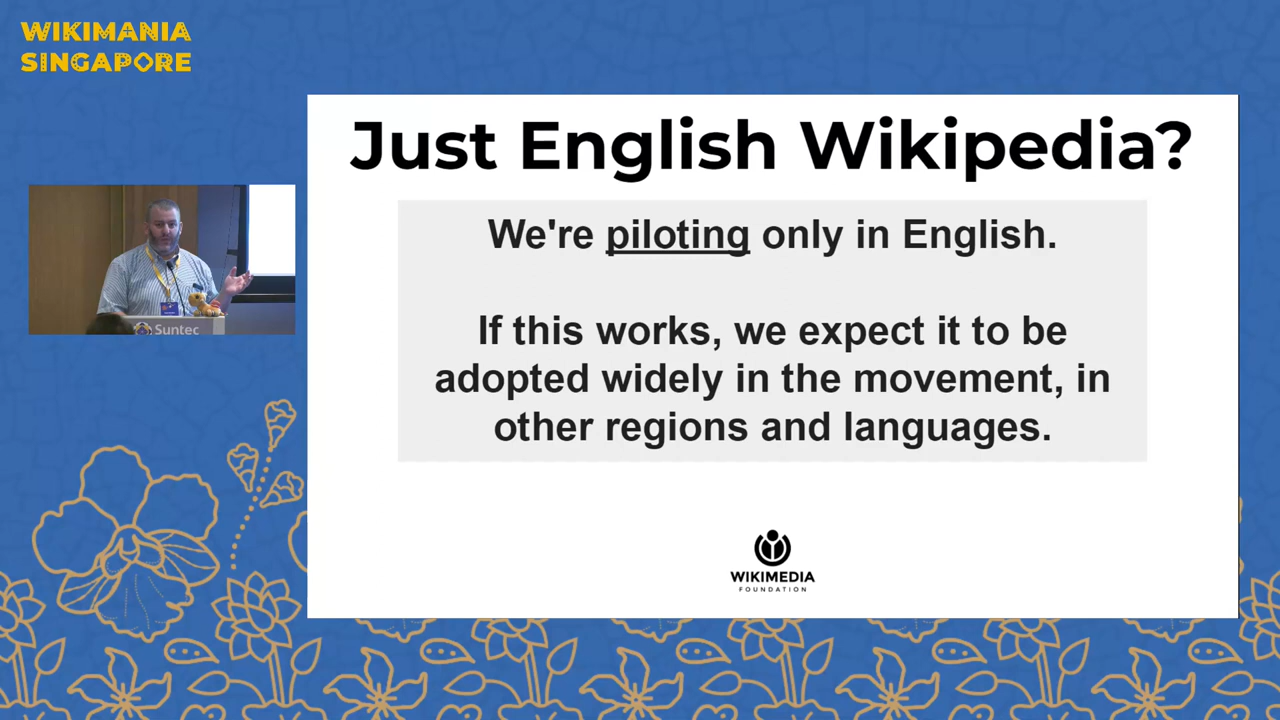 WIKIMANIA
SINGAPORE
Just English Wikipedia?
We're piloting only in English.
If this works, we expect it to be
adopted widely in the movement, in
other regions and languages.
Suntec
WIKIMEDIA
FOUNDATION